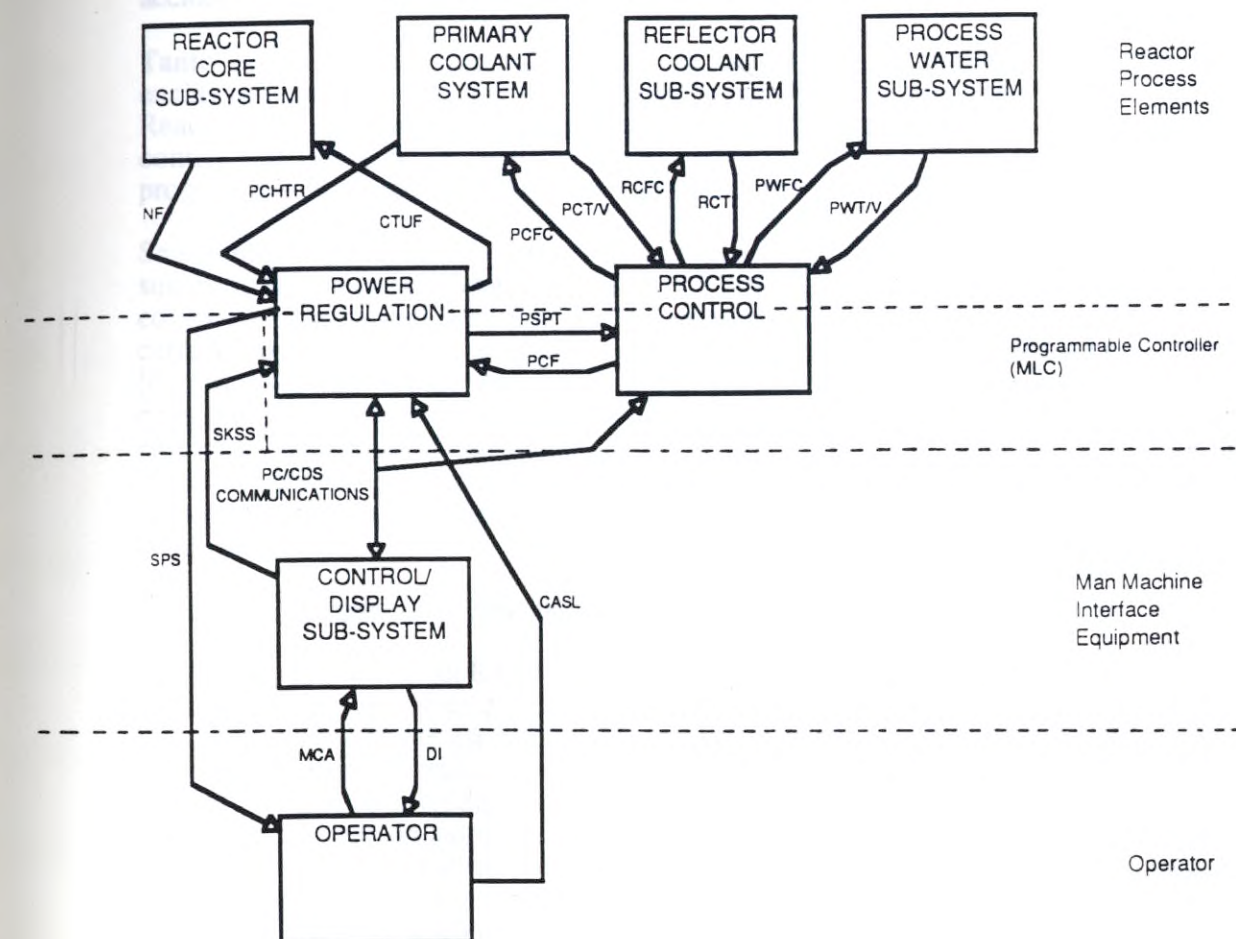 REACTOR
CORE
SUB-SYSTEM
PRIMARY
COOLANT
SYSTEM
REFLECTOR
COOLANT
SUB-SYSTEM
PROCESS
WATER
SUB-SYSTEM
Reactor
Process
Elements
NF
PCHTR
CTUF
PCFC
PCT/V
RCFC
RCT
PWFC
PWT/V
POWER
REGULATION
PROCESS
CONTROL
PSPT
PCF
Programmable Controller
(MLC)
SKSS
PC/CDS
COMMUNICATIONS
SPS
CONTROL/
DISPLAY
SUB-SYSTEM
CASL
Man Machine
Interface
Equipment
MCA
DI
OPERATOR
Operator